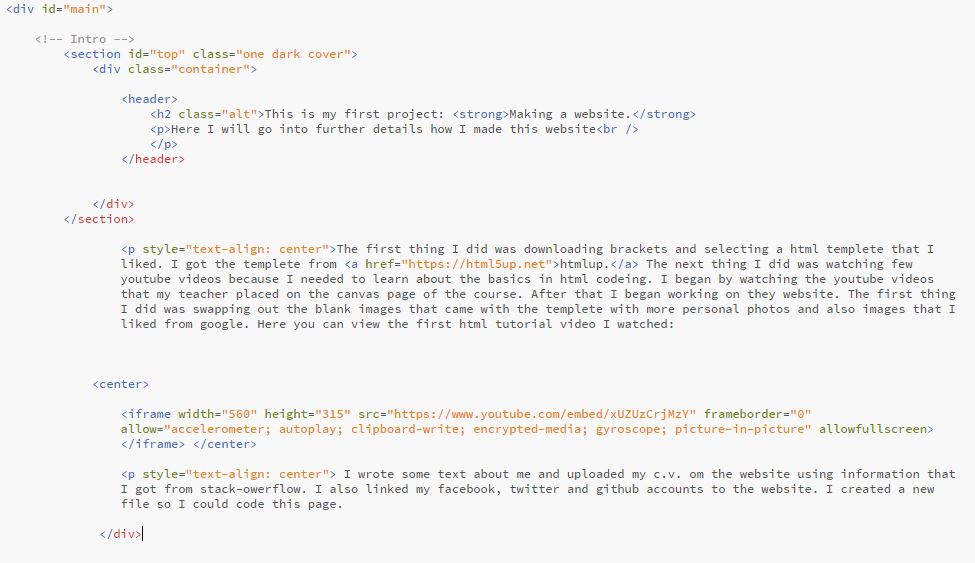 <div id="main">
<!-- Intro -->
<section id="top" class="one dark cover">
<div class="container">
<header>
<h2 class="alt">This is my first project: <strong>Making a website.</strong>
<p>Here I will go into further details how I made this website<br />
</p>
</header>
</div>
</section>
<p style="text-align: center">The first thing I did was downloading brackets and selecting a html templete that I
liked. I got the templete from <a href="https://html5up.net">htmlup.</a> The next thing I did was watching few
youtube videos because I needed to learn about the basics in html codeing. I began by watching the youtube videos
that my teacher placed on the canvas page of the course. After that I began working on they website. The first thing
I did was swapping out the blank images that came with the templete with more personal photos and also images that I
liked from google. Here you can view the first html tutorial video I watched:
<center>
<iframe width="560" height="315" src="https://www.youtube.com/embed/xUZUzCrjMzY" frameborder="0"
allow="accelerometer; autoplay; clipboard-write; encrypted-media; gyroscope; picture-in-picture" allowfullscreen>
</iframe> </center>
<p style="text-align: center"> I wrote some text about me and uploaded my c.v. om the website using information that
I got from stack-owerflow. I also linked my facebook, twitter and github accounts to the website. I created a new
file so I could code this page.
</div>